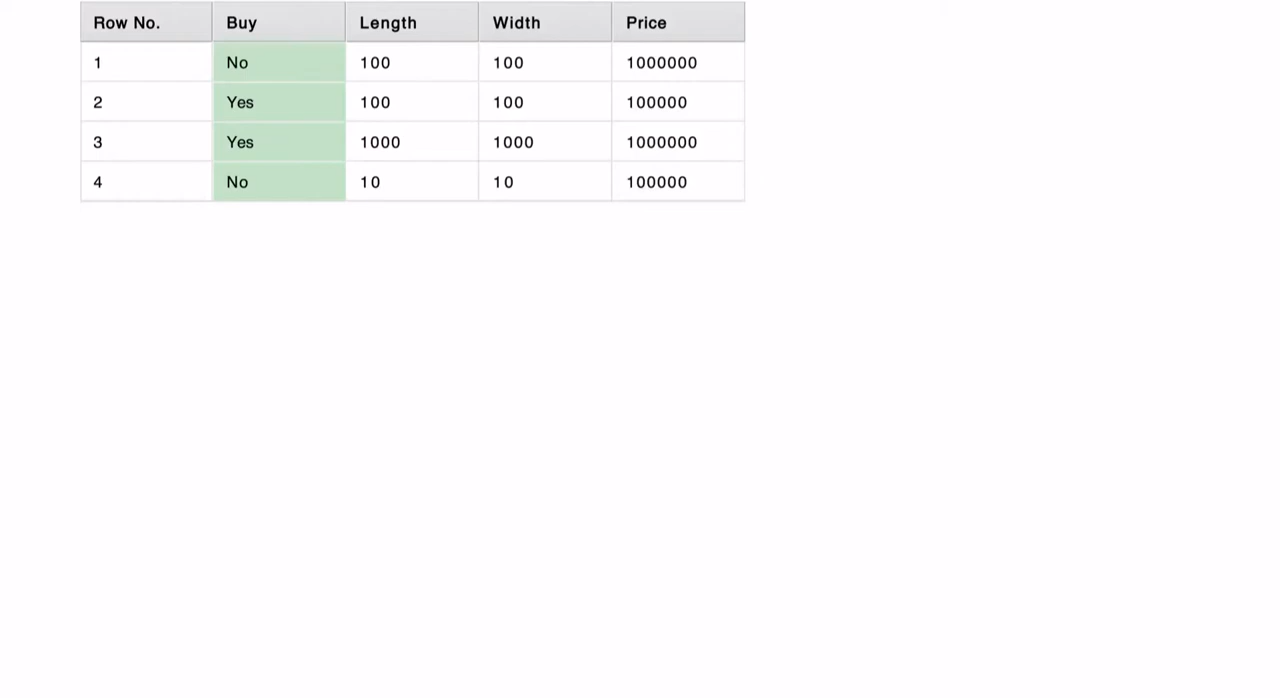 Row No. Buy Length Width Price
1 No 100 100 1000000
2 Yes 100 100 100000
3 Yes 1000 1000 1000000
4 No 10 10 100000